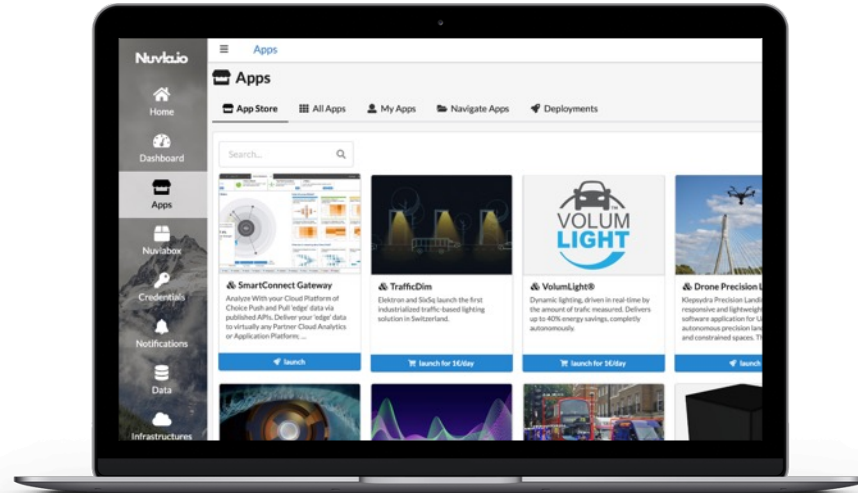 Nuvla.io
Home
Dashboard
Apps
Nuvlabox
Credentials
Notifications
Data
Infrastructures
Apps
Apps
App Store
All Apps
My Apps
Navigate Apps
Deployments
Search...
SmartConnect Gateway
Analyze With your Cloud Platform of
Choice Push and Pull 'edge' data via
published APIs. Deliver your 'edge' data
to virtually any Partner Cloud Analytics
or Application Platform; ...
launch
TrafficDim
Elektron and SixSq launch the first
industrialized traffic-based lighting
solution in Switzerland.
launch for 1€/day
VOLUM
LIGHT
VolumLight®
Dynamic lighting, driven in real-time by
the amount of trafic measured. Delivers
up to 40% energy savings, completly
autonomously.
launch for 1€/day
Drone Precision L
Klepsydra Precision Landi
responsive and lightweigh
software application for U
autonomous precision lan
and constrained spaces. Th
launch